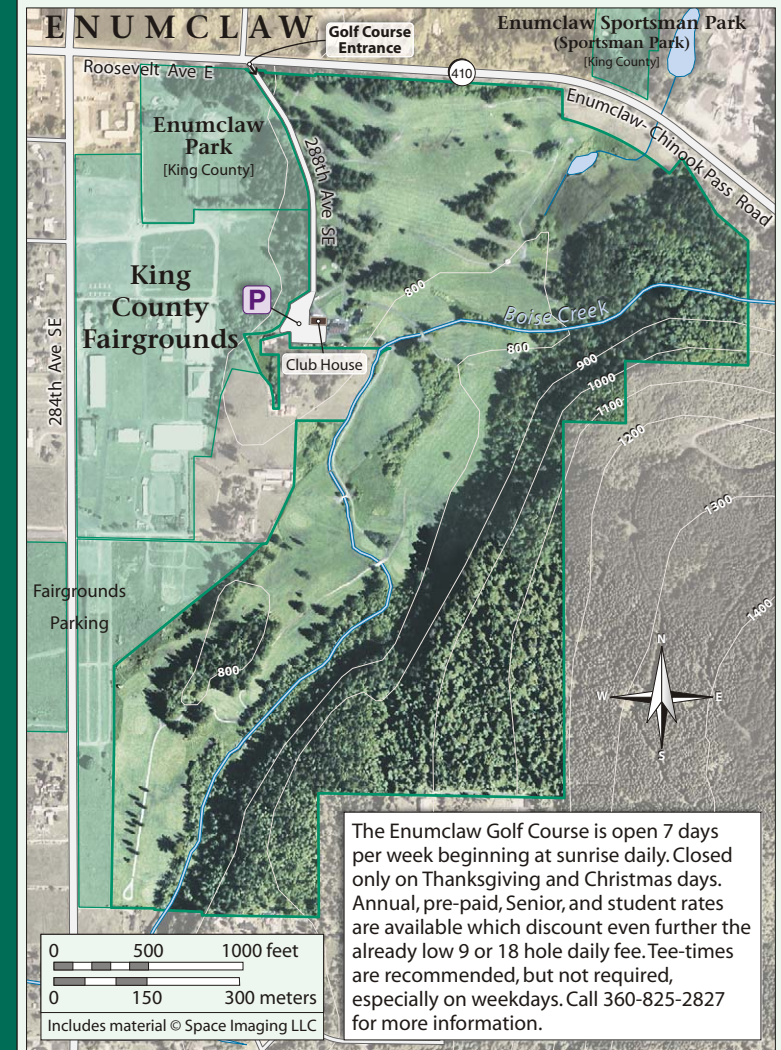 ENUMCLAW
Golf Course
Entrance
Enumclaw Sportsman Park
(Sportsman Park)
[King County]
Roosevelt Ave E
410
Enumclaw-Chinook Pass Road
Enumclaw
Park
[King County]
288th Ave SE
King
County
Fairgrounds
P
800
Boise Creek
Club House
800
900
1000
1100
1200
1300
1400
284th Ave SE
Fairgrounds
Parking
800
N
W
E
S
The Enumclaw Golf Course is open 7 days
per week beginning at sunrise daily. Closed
only on Thanksgiving and Christmas days.
Annual, pre-paid, Senior, and student rates
are available which discount even further the
already low 9 or 18 hole daily fee. Tee-times
are recommended, but not required,
especially on weekdays. Call 360-825-2827
for more information.
0 500 1000 feet
0 150 300 meters
Includes material © Space Imaging LLC